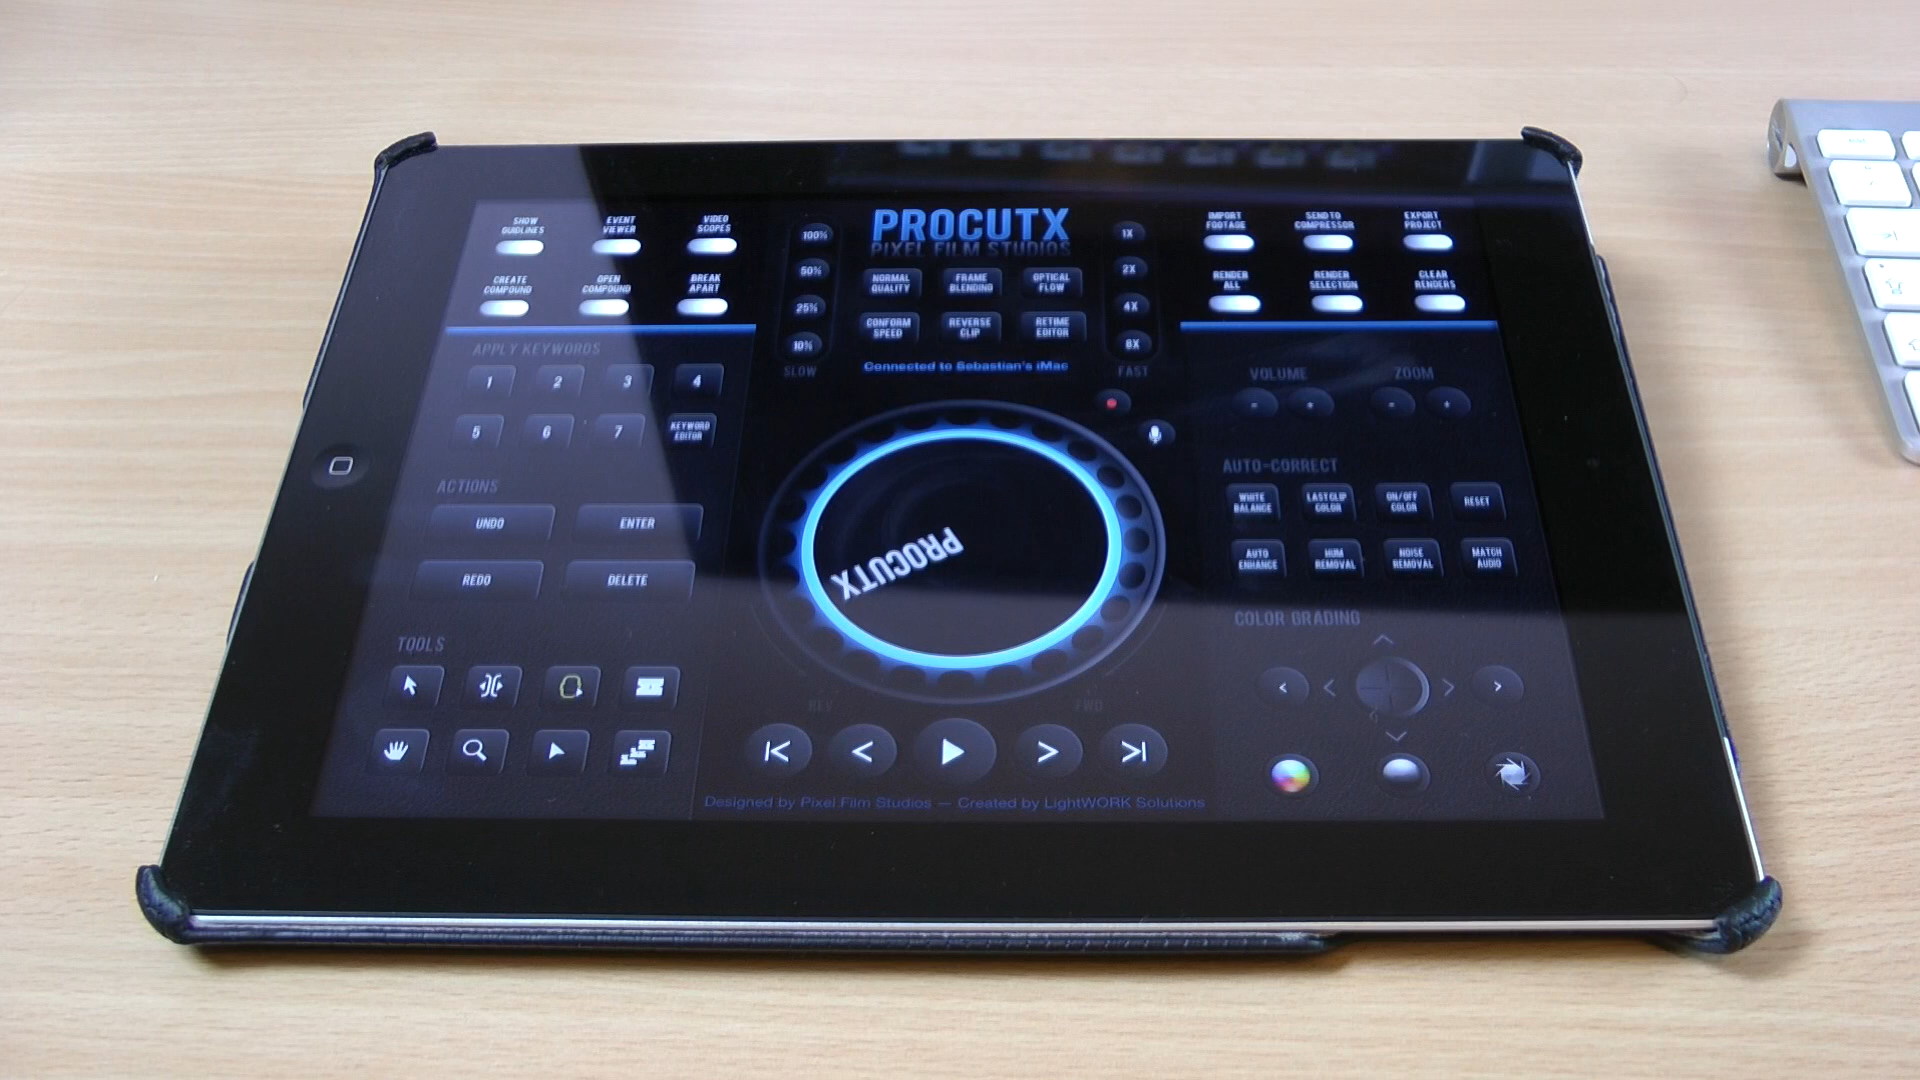 SHOW GUIDLINES
EVENT VIEWER
VIDEO SCOPES
CREATE COMPOUND
OPEN COMPOUND
BREAK APART
APPLY KEYWORDS
1 2 3 4
5 6 7 KEYWORD EDITOR
ACTIONS
UNDO ENTER
REDO DELETE
TOOLS
100%
50%
25%
10%
SLOW
PROCUTX
PIXEL FILM STUDIOS
NORMAL QUALITY
FRAME BLENDING
OPTICAL FLOW
CONFORM SPEED
REVERSE CLIP
RETIME EDITOR
Connected to Sebastian's iMac
1X
2X
4X
8X
FAST
PROCUTX
REV FWD
Designed by Pixel Film Studios — Created by LightWORK Solutions
IMPORT FOOTAGE
SEND TO COMPRESSOR
EXPORT PROJECT
RENDER ALL
RENDER SELECTION
CLEAR RENDERS
VOLUME ZOOM
- + - +
AUTO-CORRECT
WHITE BALANCE
LAST CLIP COLOR
ON/OFF COLOR
RESET
AUTO ENHANCE
HUM REMOVAL
NOISE REMOVAL
MATCH AUDIO
COLOR GRADING